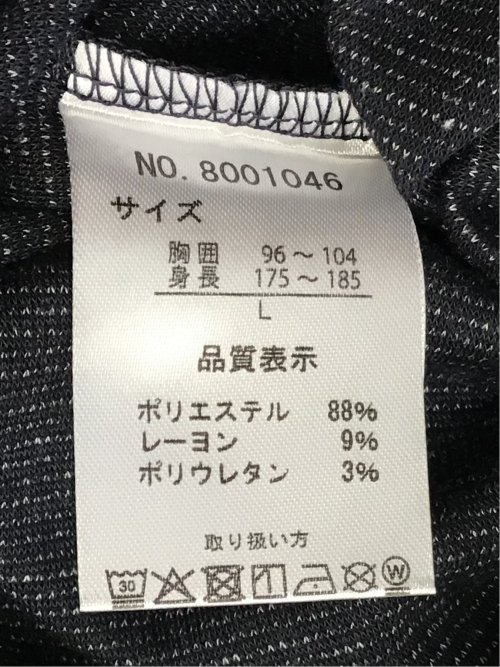 NO. 8001046
サイズ
胸囲 96～104
身長 175～185
L
品質表示
ポリエステル 88%
レーヨン 9%
ポリウレタン 3%
取り扱い方
30 W